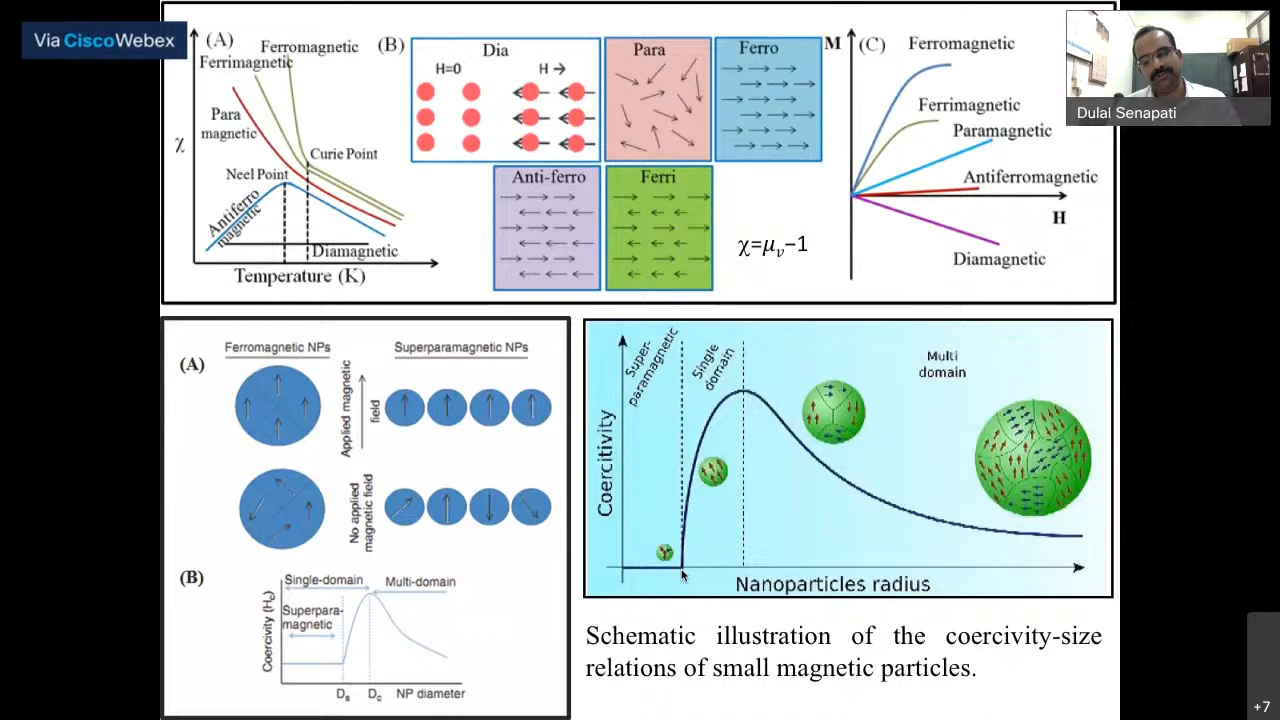 Via Cisco Webex
(A)
Ferromagnetic
Ferrimagnetic
Para
magnetic
χ
Curie Point
Neel Point
Antiferro
magnetic
Diamagnetic
Temperature (K)
(B)
Dia
H=0
H →
Para
Ferro
Anti-ferro
Ferri
χ=μᵥ−1
M
(C)
Ferromagnetic
Ferrimagnetic
Paramagnetic
Antiferromagnetic
H
Diamagnetic
Dulal Senapati
(A)
Ferromagnetic NPs
Superparamagnetic NPs
Applied magnetic
field
No applied
magnetic field
(B)
Single-domain
Multi-domain
Superpara-
magnetic
Coercivity (Hc)
Ds
Dc
NP diameter
Super-
paramagnetic
Single
domain
Multi
domain
Coercitivity
Nanoparticles radius
Schematic illustration of the coercivity-size
relations of small magnetic particles.
+7